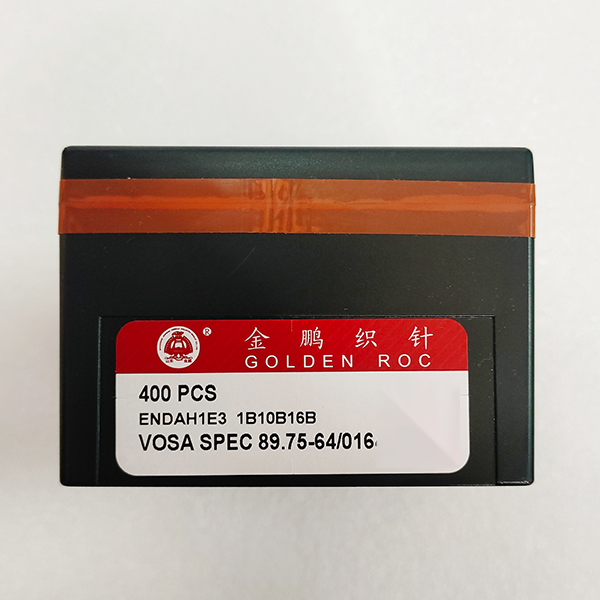 ®
金鹏织针
GOLDEN ROC
400 PCS
ENDAH1E3 1B10B16B
VOSA SPEC 89.75-64/016